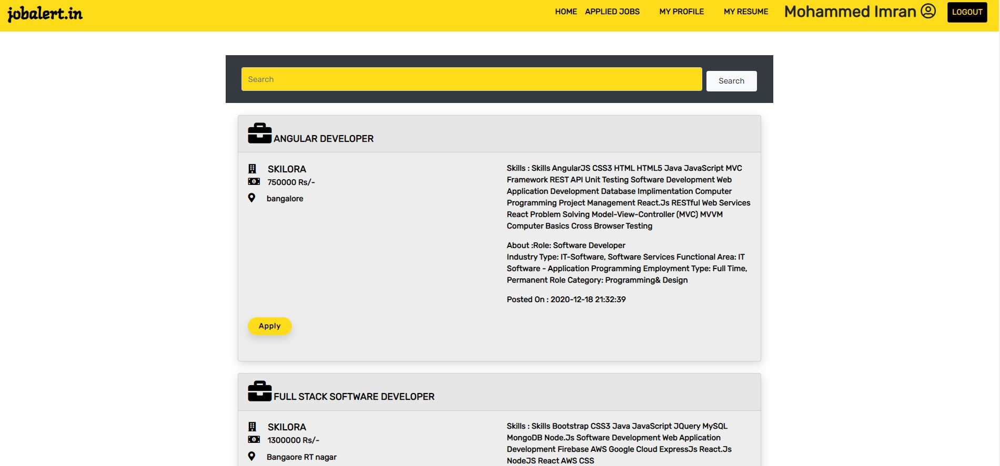 jobalert.in
HOME APPLIED JOBS MY PROFILE MY RESUME Mohammed Imran LOGOUT
Search Search
ANGULAR DEVELOPER
SKILORA
750000 Rs/-
bangalore
Skills : Skills AngularJS CSS3 HTML HTML5 Java JavaScript MVC
Framework REST API Unit Testing Software Development Web
Application Development Database Implimentation Computer
Programming Project Management React.Js RESTful Web Services
React Problem Solving Model-View-Controller (MVC) MVVM
Computer Basics Cross Browser Testing
About :Role: Software Developer
Industry Type: IT-Software, Software Services Functional Area: IT
Software - Application Programming Employment Type: Full Time,
Permanent Role Category: Programming& Design
Posted On : 2020-12-18 21:32:39
Apply
FULL STACK SOFTWARE DEVELOPER
SKILORA
1300000 Rs/-
Bangaore RT nagar
Skills : Skills Bootstrap CSS3 Java JavaScript JQuery MySQL
MongoDB Node.Js Software Development Web Application
Development Firebase AWS Google Cloud ExpressJs React.Js
NodeJS React AWS CSS